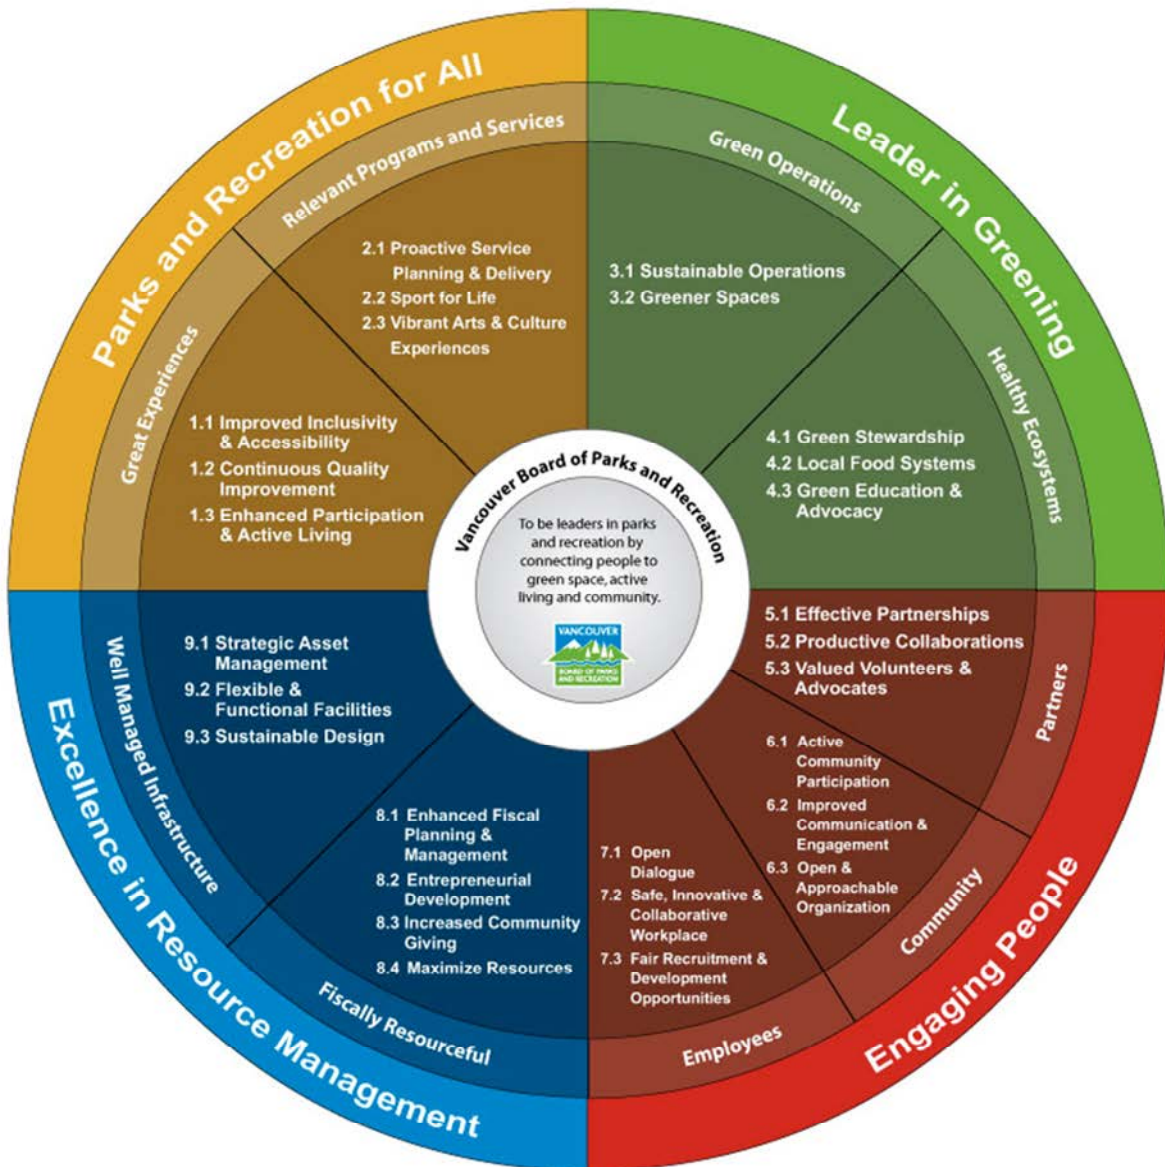 Parks and Recreation for All
Relevant Programs and Services
2.1 Proactive Service
Planning & Delivery
2.2 Sport for Life
2.3 Vibrant Arts & Culture
Experiences
Great Experiences
1.1 Improved Inclusivity
& Accessibility
1.2 Continuous Quality
Improvement
1.3 Enhanced Participation
& Active Living
Leader in Greening
Green Operations
3.1 Sustainable Operations
3.2 Greener Spaces
Healthy Ecosystems
4.1 Green Stewardship
4.2 Local Food Systems
4.3 Green Education &
Advocacy
Vancouver Board of Parks and Recreation
To be leaders in parks
and recreation by
connecting people to
green space, active
living and community.
VANCOUVER
BOARD OF PARKS
AND RECREATION
Engaging People
Partners
5.1 Effective Partnerships
5.2 Productive Collaborations
5.3 Valued Volunteers &
Advocates
Community
6.1 Active
Community
Participation
6.2 Improved
Communication &
Engagement
6.3 Open &
Approachable
Organization
Employees
7.1 Open
Dialogue
7.2 Safe, Innovative &
Collaborative
Workplace
7.3 Fair Recruitment &
Development
Opportunities
Excellence in Resource Management
Fiscally Resourceful
8.1 Enhanced Fiscal
Planning &
Management
8.2 Entrepreneurial
Development
8.3 Increased Community
Giving
8.4 Maximize Resources
Well Managed Infrastructure
9.1 Strategic Asset
Management
9.2 Flexible &
Functional Facilities
9.3 Sustainable Design